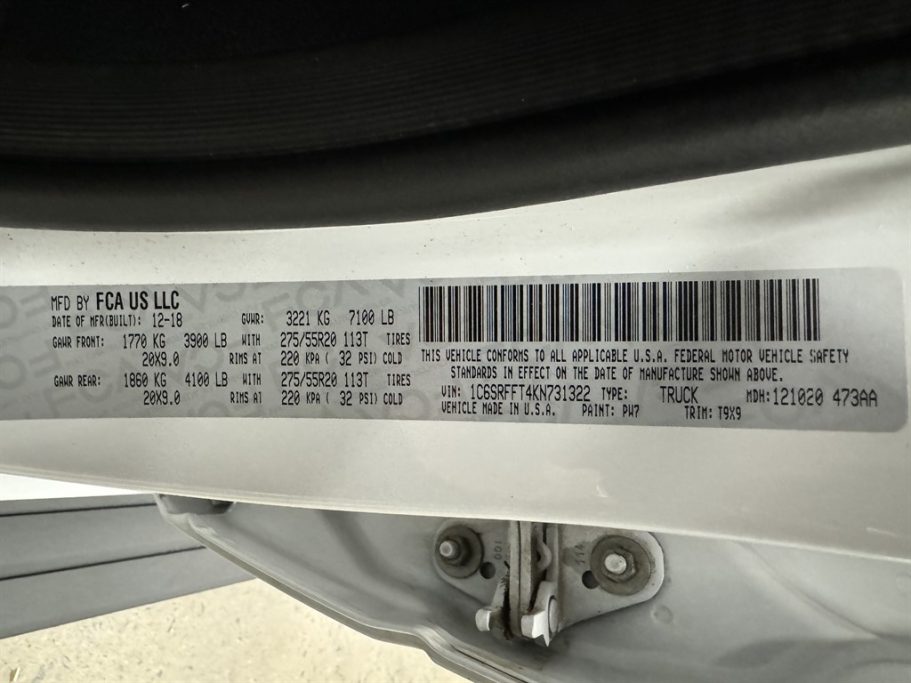 MFD BY FCA US LLC
DATE OF MFR(BUILT): 12-18 GVWR: 3221 KG 7100 LB
GAWR FRONT: 1770 KG 3900 LB WITH 275/55R20 113T TIRES
20X9.0 RIMS AT 220 KPA ( 32 PSI) COLD
GAWR REAR: 1860 KG 4100 LB WITH 275/55R20 113T TIRES
20X9.0 RIMS AT 220 KPA ( 32 PSI) COLD
THIS VEHICLE CONFORMS TO ALL APPLICABLE U.S.A. FEDERAL MOTOR VEHICLE SAFETY
STANDARDS IN EFFECT ON THE DATE OF MANUFACTURE SHOWN ABOVE.
VIN: 1C6SRFFT4KN731322 TYPE: TRUCK MDH: 121020 473AA
VEHICLE MADE IN U.S.A. PAINT: PW7 TRIM: T9X9
001
114